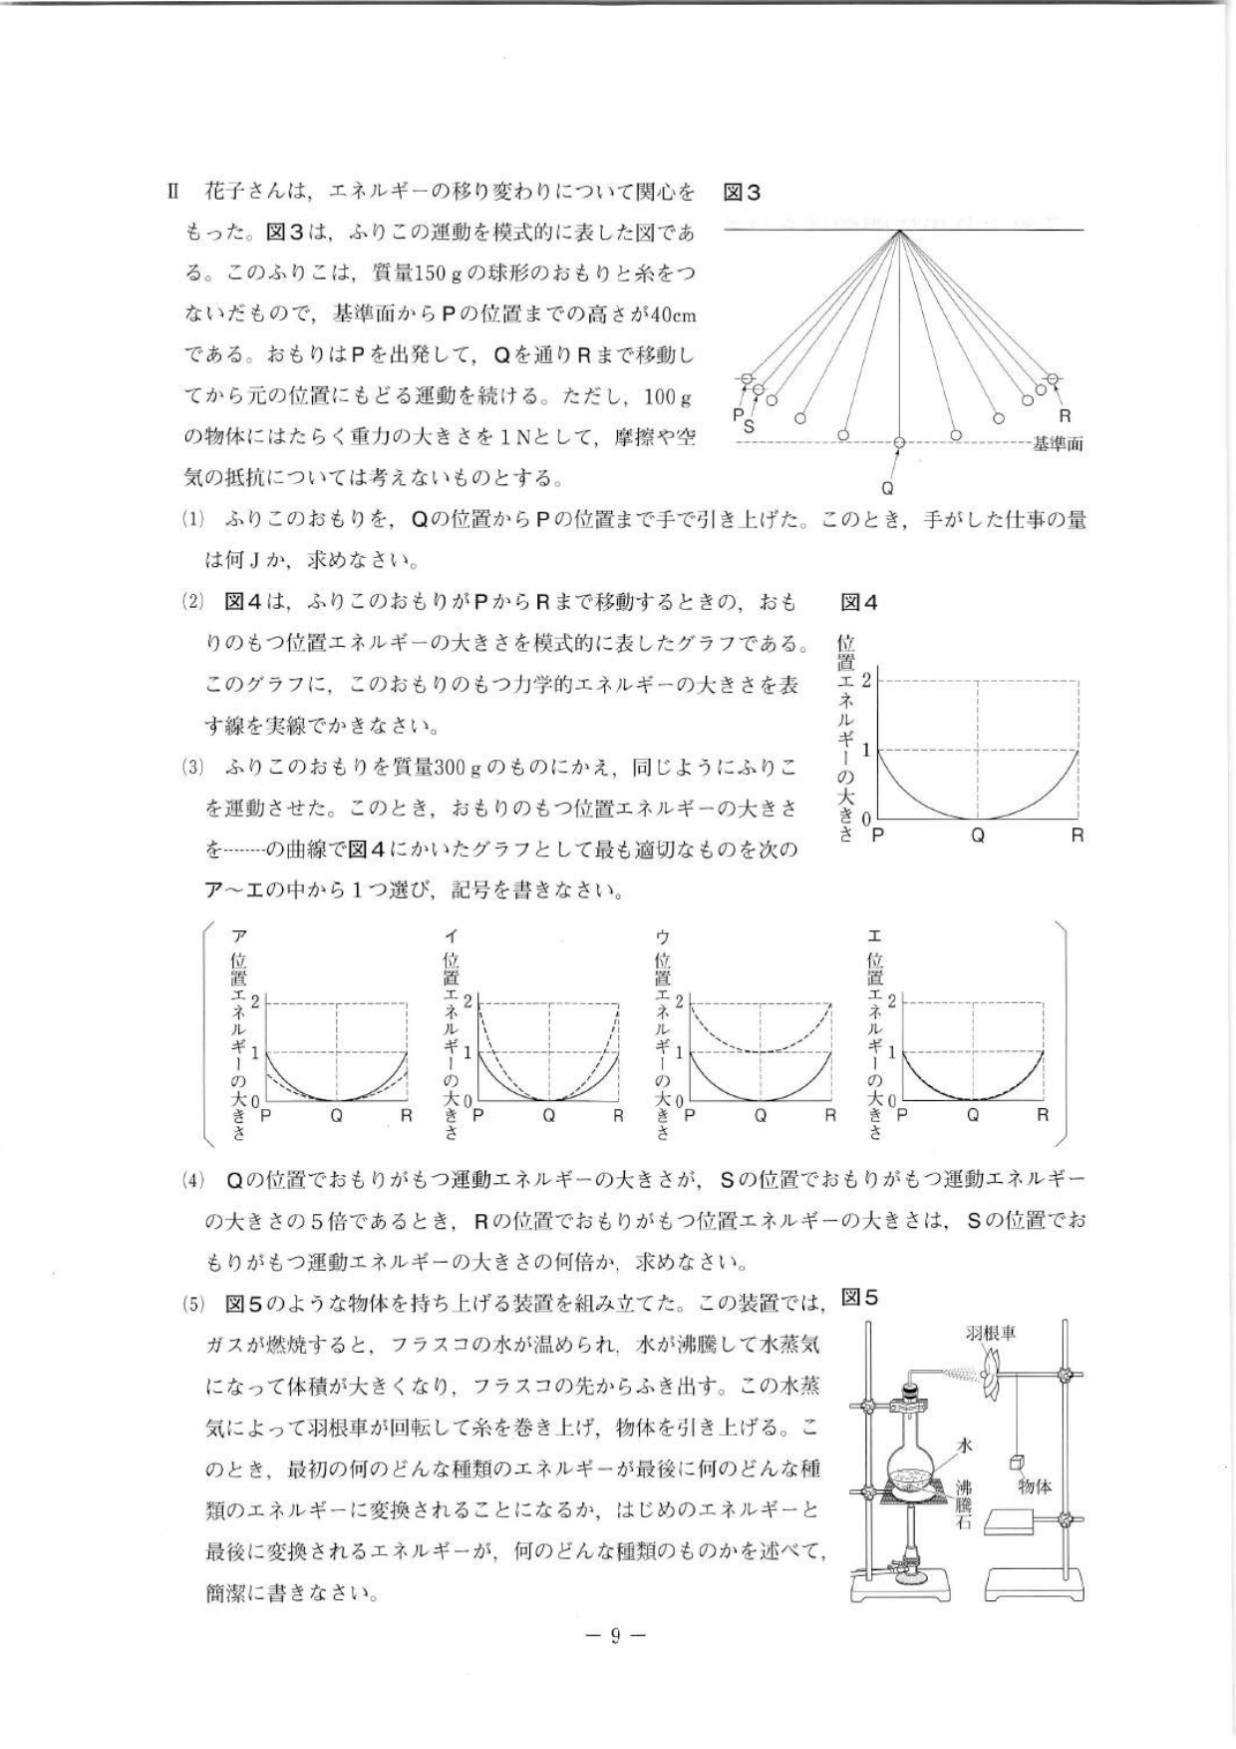 Ⅱ　花子さんは，エネルギーの移り変わりについて関心を
もった。図3は，ふりこの運動を模式的に表した図であ
る。このふりこは，質量150gの球形のおもりと糸をつ
ないだもので，基準面からPの位置までの高さが40cm
である。おもりはPを出発して，Qを通りRまで移動し
てから元の位置にもどる運動を続ける。ただし，100g
の物体にはたらく重力の大きさを1Nとして，摩擦や空
気の抵抗については考えないものとする。
図3
P
S
R
基準面
Q
(1)　ふりこのおもりを，Qの位置からPの位置まで手で引き上げた。このとき，手がした仕事の量
は何Jか，求めなさい。
(2)　図4は，ふりこのおもりがPからRまで移動するときの，おも
りのもつ位置エネルギーの大きさを模式的に表したグラフである。
このグラフに，このおもりのもつ力学的エネルギーの大きさを表
す線を実線でかきなさい。
(3)　ふりこのおもりを質量300gのものにかえ，同じようにふりこ
を運動させた。このとき，おもりのもつ位置エネルギーの大きさ
を-------の曲線で図4にかいたグラフとして最も適切なものを次の
ア～エの中から1つ選び，記号を書きなさい。
図4
位置エネルギーの大きさ
2
1
0
P Q R
ア
位置エネルギーの大きさ
2
1
0
P Q R
イ
位置エネルギーの大きさ
2
1
0
P Q R
ウ
位置エネルギーの大きさ
2
1
0
P Q R
エ
位置エネルギーの大きさ
2
1
0
P Q R
(4)　Qの位置でおもりがもつ運動エネルギーの大きさが，Sの位置でおもりがもつ運動エネルギー
の大きさの5倍であるとき，Rの位置でおもりがもつ位置エネルギーの大きさは，Sの位置でお
もりがもつ運動エネルギーの大きさの何倍か，求めなさい。
(5)　図5のような物体を持ち上げる装置を組み立てた。この装置では，
ガスが燃焼すると，フラスコの水が温められ，水が沸騰して水蒸気
になって体積が大きくなり，フラスコの先からふき出す。この水蒸
気によって羽根車が回転して糸を巻き上げ，物体を引き上げる。こ
のとき，最初の何のどんな種類のエネルギーが最後に何のどんな種
類のエネルギーに変換されることになるか，はじめのエネルギーと
最後に変換されるエネルギーが，何のどんな種類のものかを述べて，
簡潔に書きなさい。
図5
羽根車
水
沸騰石
物体
－ 9 －